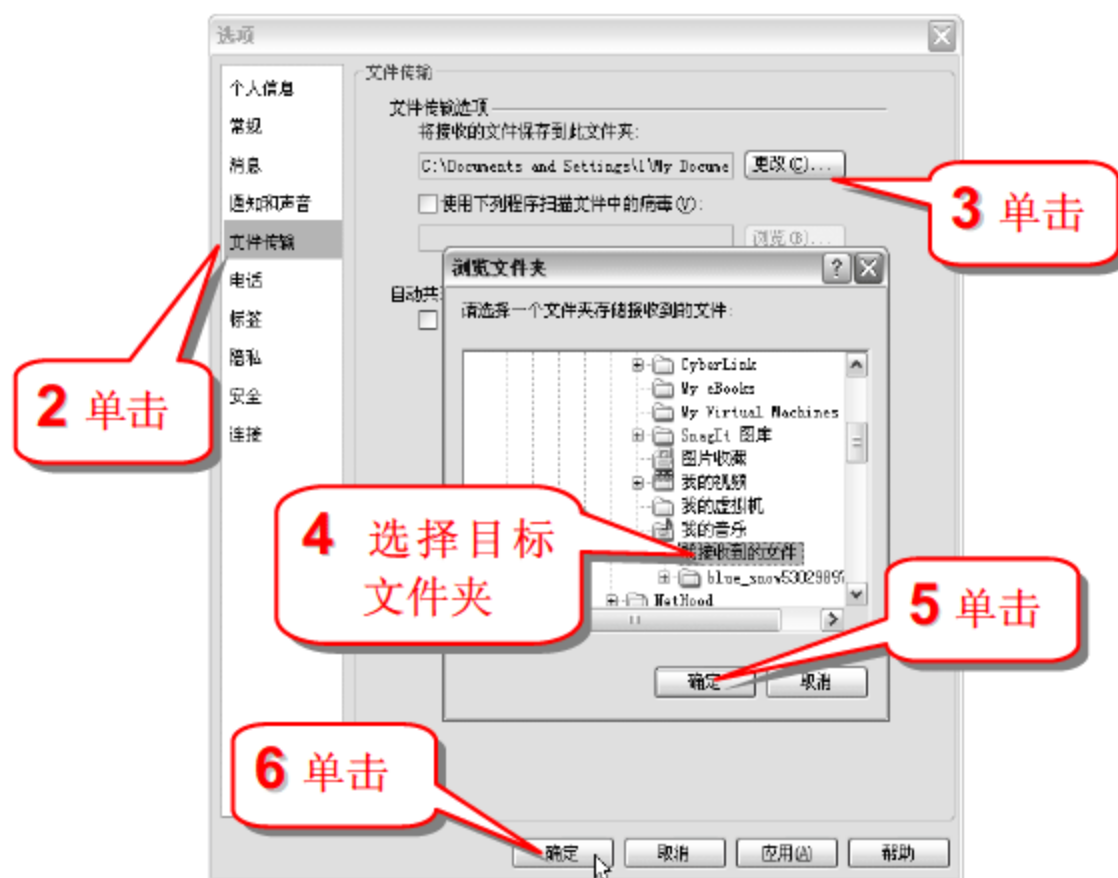 选项
个人信息
常规
消息
通知和声音
文件传输
电话
标签
隐私
安全
连接
文件传输
文件传输选项
将接收的文件保存到此文件夹:
C:\Documents and Settings\1\My Docume
更改(C)...
使用下列程序扫描文件中的病毒(V):
浏览(B)...
自动共
浏览文件夹
请选择一个文件夹存储接收到的文件:
CyberLink
My eBooks
My Virtual Machines
SnagIt 图库
图片收藏
我的视频
我的虚拟机
我的音乐
接收到的文件
NetHood
确定
取消
确定
取消
应用(A)
帮助
2 单击
3 单击
4 选择目标
文件夹
5 单击
6 单击